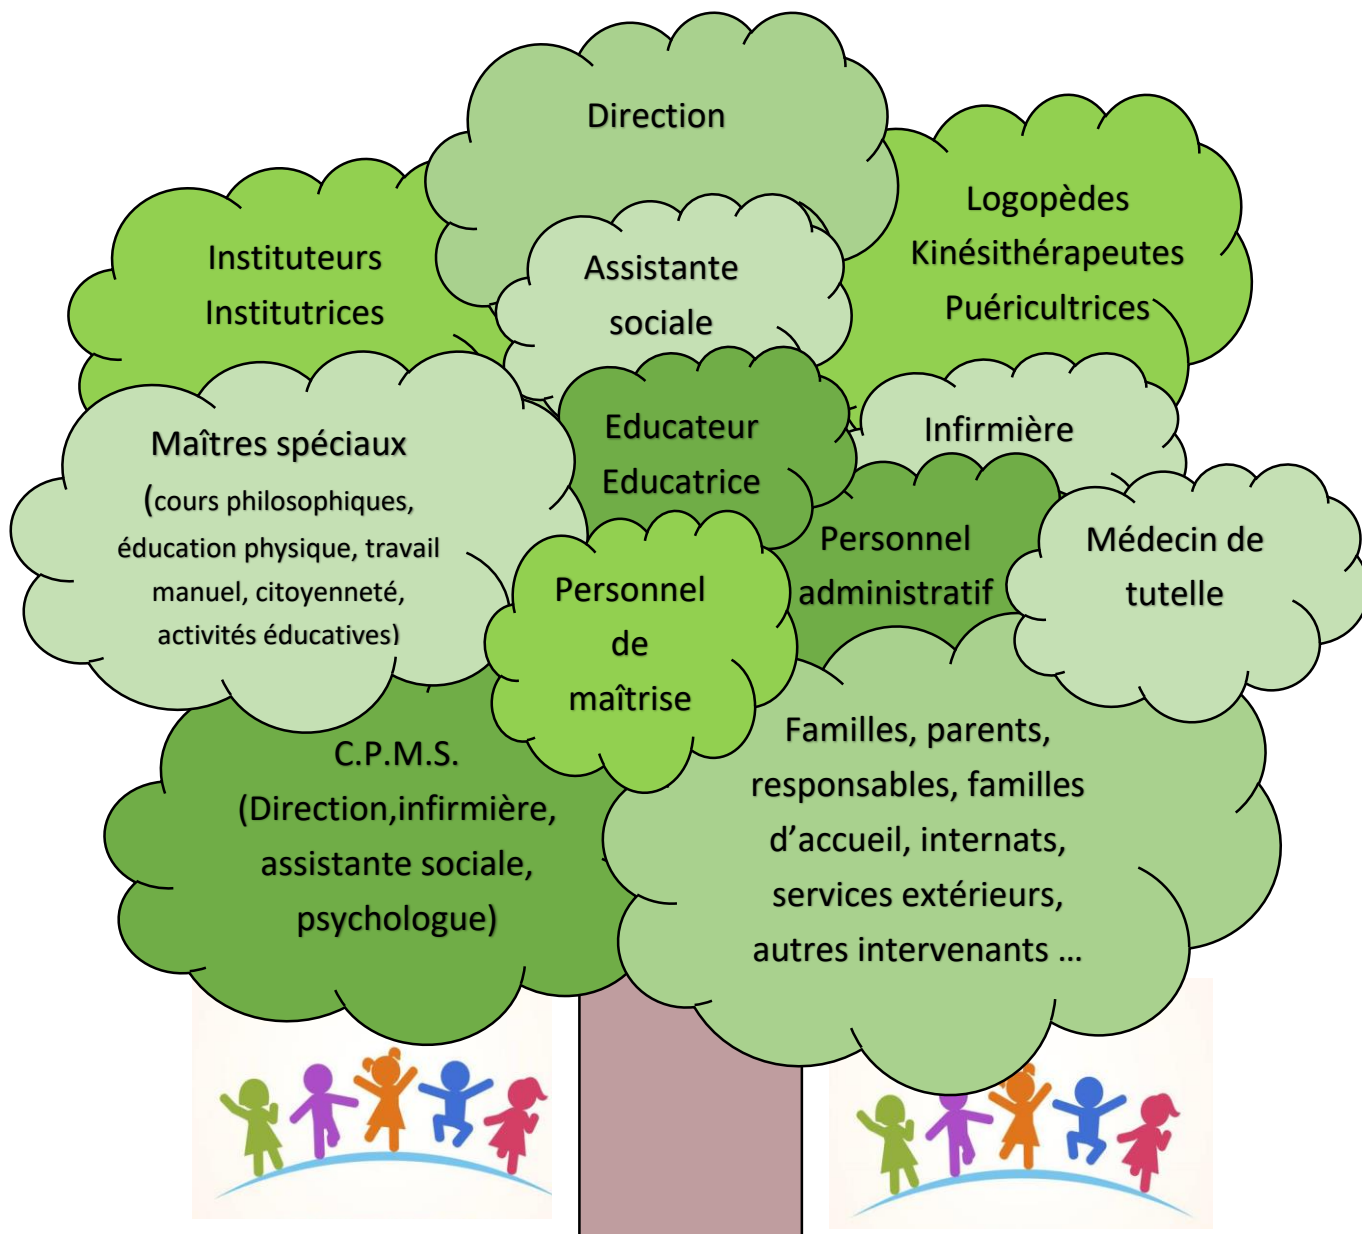 Direction
Logopèdes
Kinésithérapeutes
Puéricultrices
Instituteurs
Institutrices
Assistante
sociale
Educateur
Educatrice
Infirmière
Maîtres spéciaux
(cours philosophiques,
éducation physique, travail
manuel, citoyenneté,
activités éducatives)
Personnel
administratif
Médecin de
tutelle
Personnel
de
maîtrise
C.P.M.S.
(Direction,infirmière,
assistante sociale,
psychologue)
Familles, parents,
responsables, familles
d’accueil, internats,
services extérieurs,
autres intervenants …